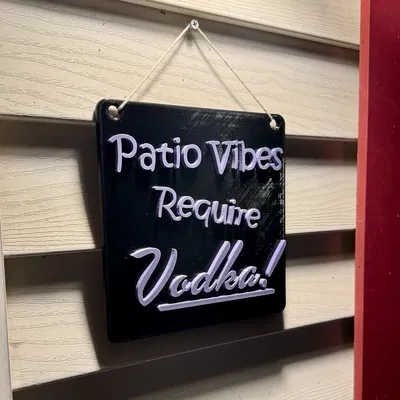 Patio Vibes
Require
Vodka!